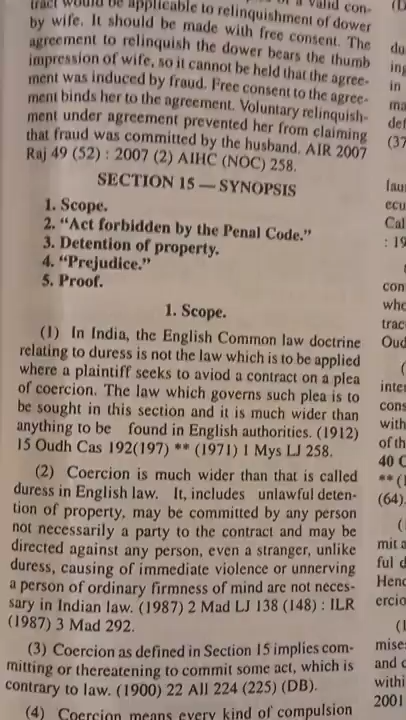 tract would be applicable to relinquishment of dower
by wife. It should be made with free consent. The
agreement to relinquish the dower bears the thumb
impression of wife, so it cannot be held that the agree-
ment was induced by fraud. Free consent to the agree-
ment binds her to the agreement. Voluntary relinquish-
ment under agreement prevented her from claiming
that fraud was committed by the husband. AIR 2007
Raj 49 (52) : 2007 (2) AIHC (NOC) 258.
SECTION 15 — SYNOPSIS
1. Scope.
2. “Act forbidden by the Penal Code.”
3. Detention of property.
4. “Prejudice.”
5. Proof.
1. Scope.
(1) In India, the English Common law doctrine
relating to duress is not the law which is to be applied
where a plaintiff seeks to aviod a contract on a plea
of coercion. The law which governs such plea is to
be sought in this section and it is much wider than
anything to be found in English authorities. (1912)
15 Oudh Cas 192(197) ** (1971) 1 Mys LJ 258.
(2) Coercion is much wider than that is called
duress in English law. It, includes unlawful deten-
tion of property, may be committed by any person
not necessarily a party to the contract and may be
directed against any person, even a stranger, unlike
duress, causing of immediate violence or unnerving
a person of ordinary firmness of mind are not neces-
sary in Indian law. (1987) 2 Mad LJ 138 (148) : ILR
(1987) 3 Mad 292.
(3) Coercion as defined in Section 15 implies com-
mitting or thereatening to commit some act, which is
contrary to law. (1900) 22 All 224 (225) (DB).
(4) Coercion means every kind of compulsion